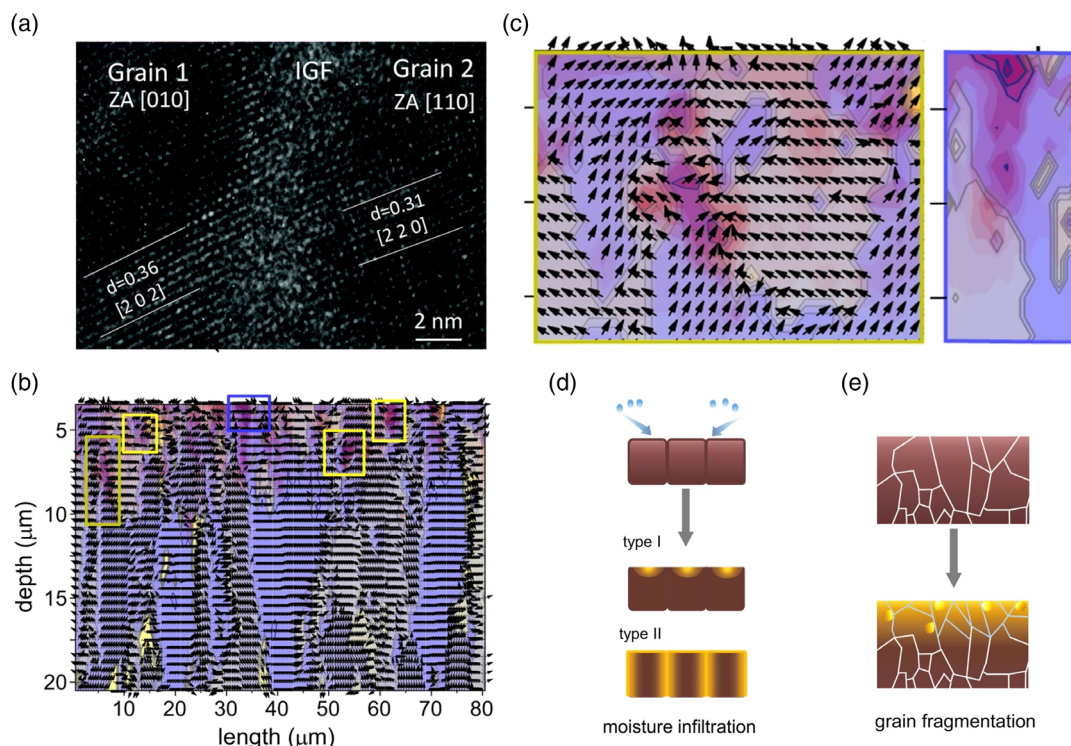 (a)
Grain 1
ZA [010]
IGF
Grain 2
ZA [110]
d=0.36
[2 0 2]
d=0.31
[2 2 0]
2 nm
(b)
5
10
15
20
depth (μm)
10 20 30 40 50 60 70 80
length (μm)
(c)
(d)
type I
type II
moisture infiltration
(e)
grain fragmentation